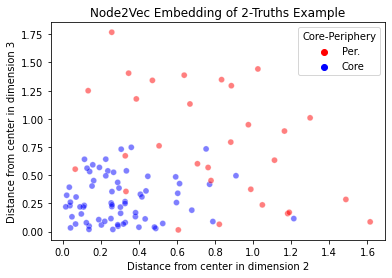 Node2Vec Embedding of 2-Truths Example
Core-Periphery
Per.
Core
Distance from center in dimension 3
1.75
1.50
1.25
1.00
0.75
0.50
0.25
0.00
0.0 0.2 0.4 0.6 0.8 1.0 1.2 1.4 1.6
Distance from center in dimension 2